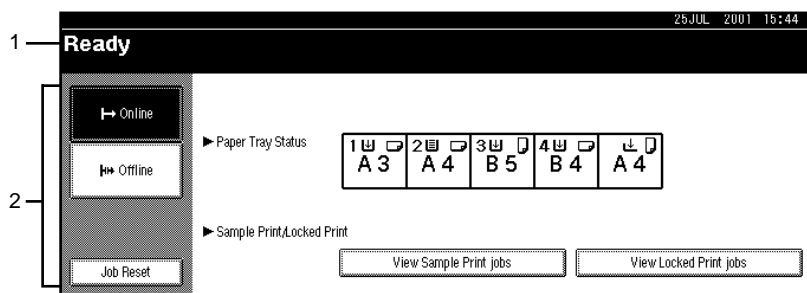 25JUL 2001 15:44
1
Ready
Online
Paper Tray Status
1 2 3 4
A3 A4 B5 B4 A4
Offline
2
Sample Print/Locked Print
Job Reset
View Sample Print jobs
View Locked Print jobs